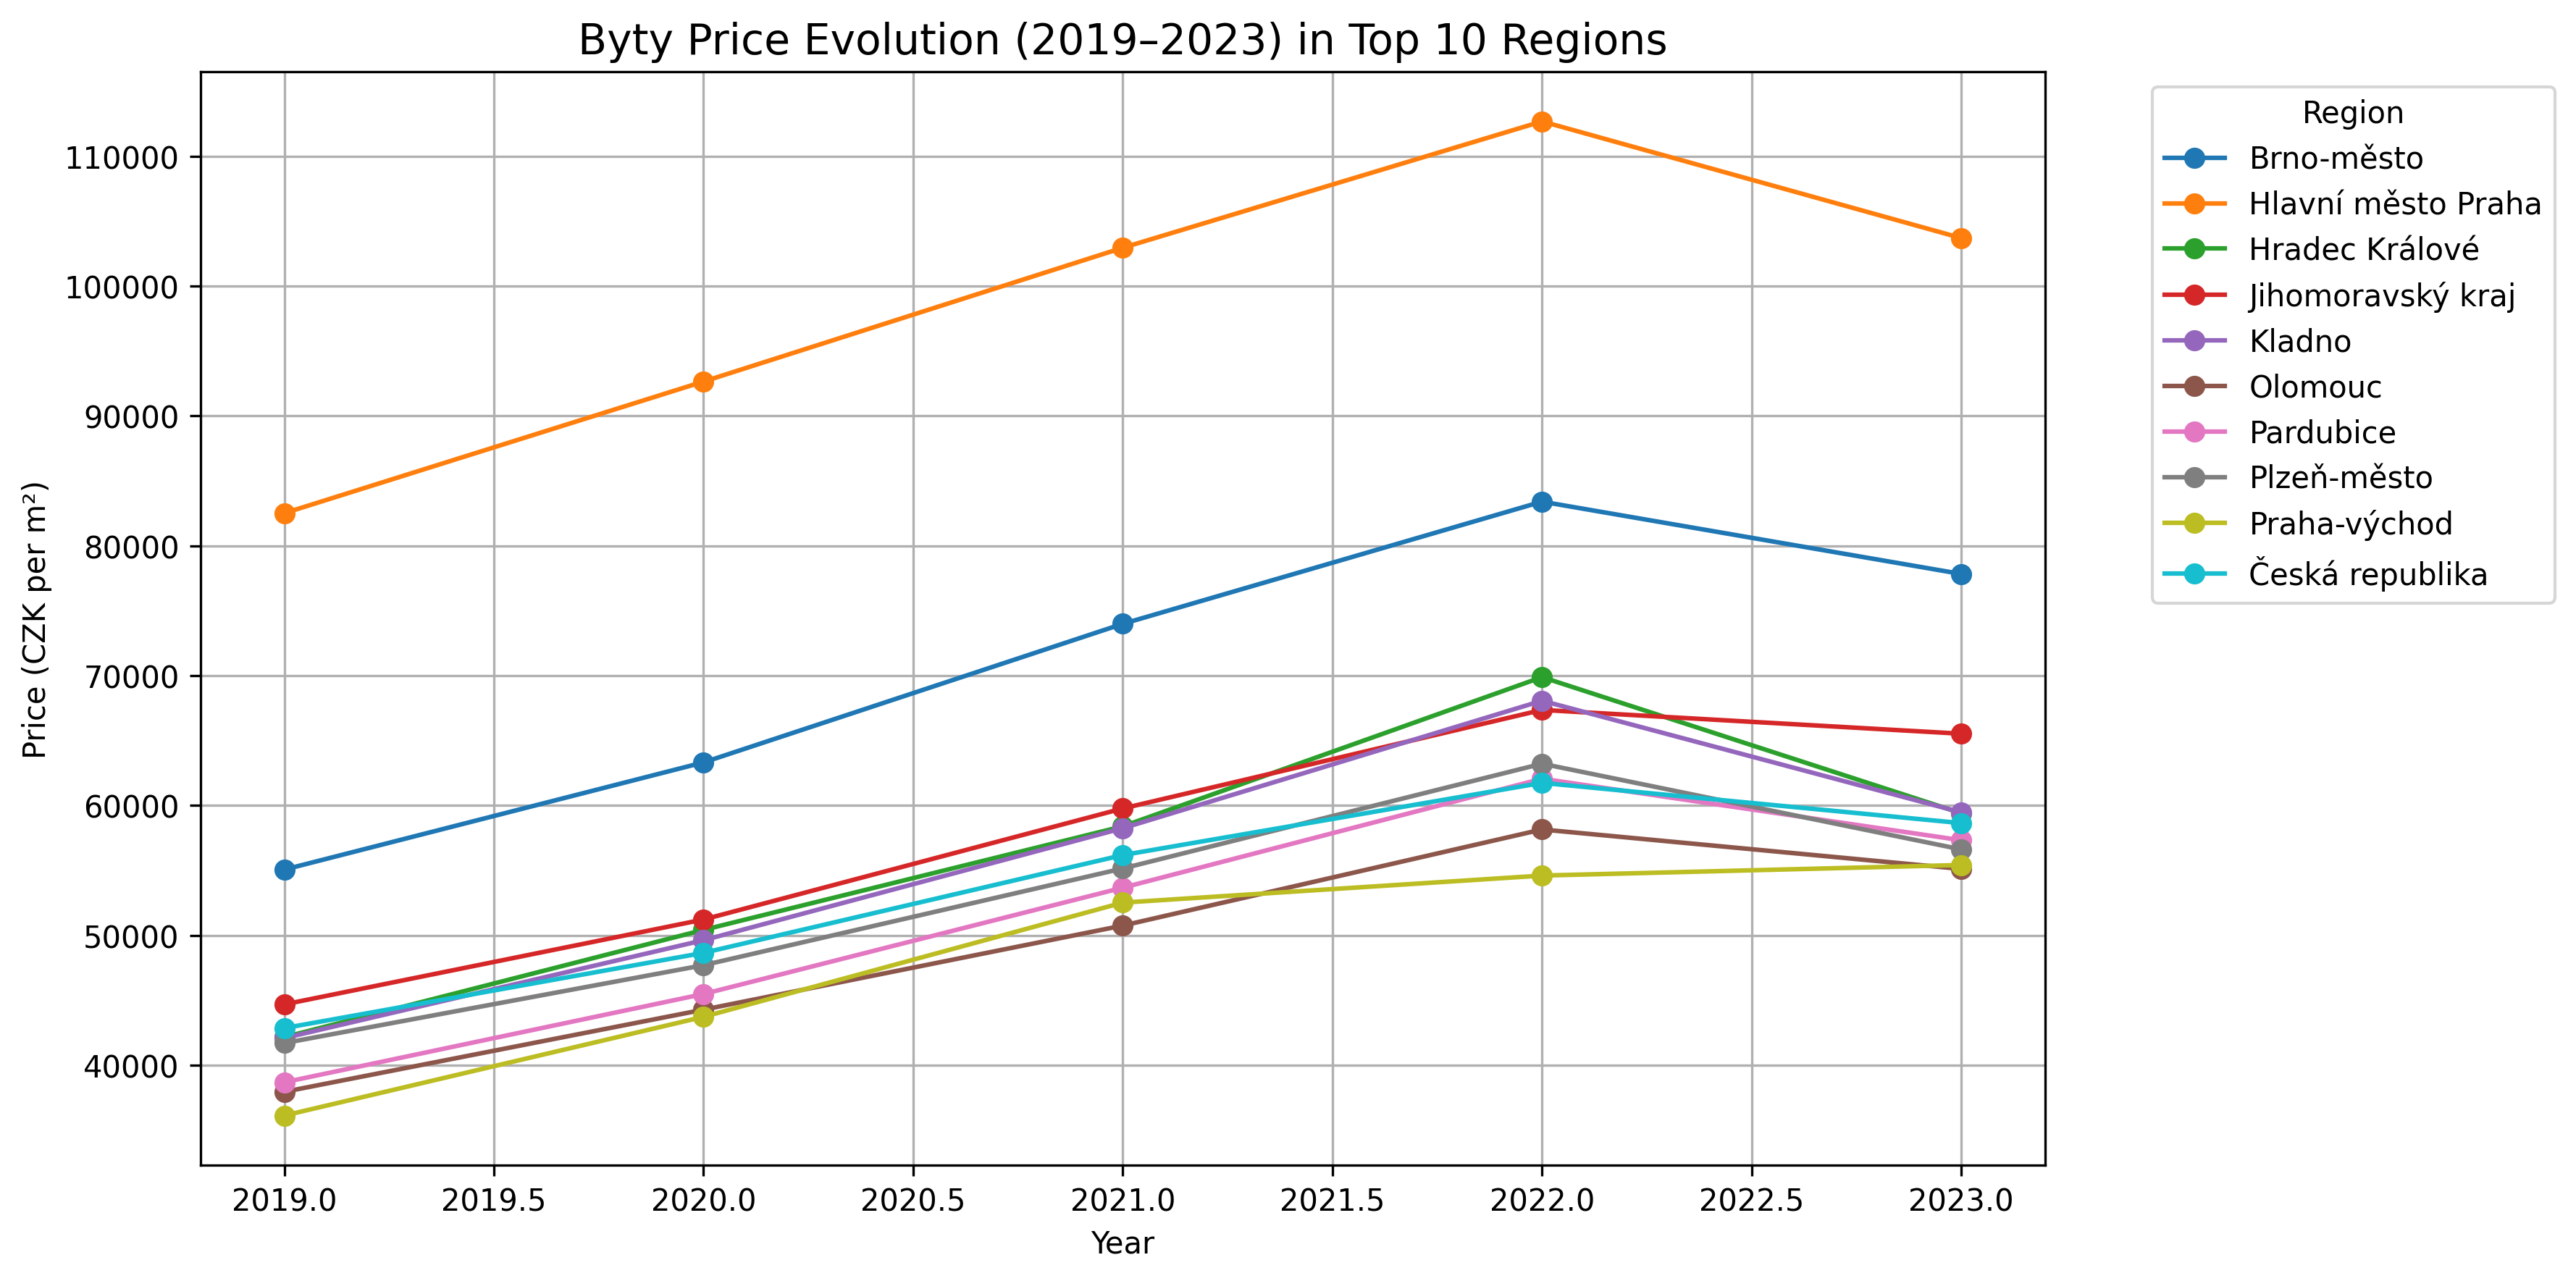 Byty Price Evolution (2019–2023) in Top 10 Regions
Price (CZK per m²)
110000
100000
90000
80000
70000
60000
50000
40000
2019.0 2019.5 2020.0 2020.5 2021.0 2021.5 2022.0 2022.5 2023.0
Year
Region
Brno-město
Hlavní město Praha
Hradec Králové
Jihomoravský kraj
Kladno
Olomouc
Pardubice
Plzeň-město
Praha-východ
Česká republika